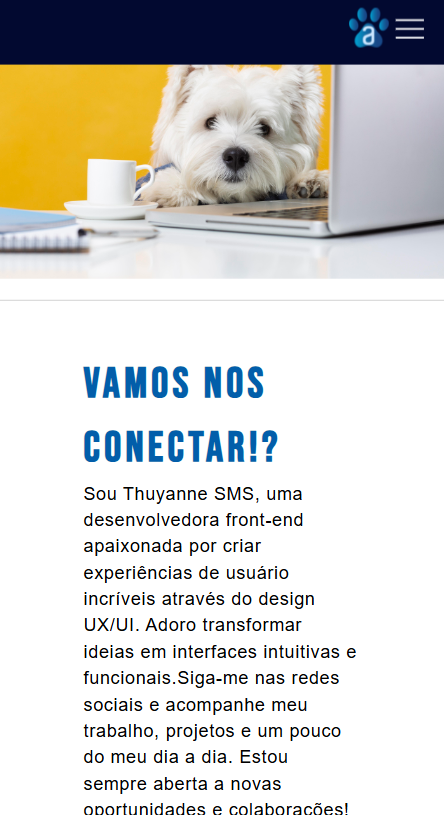 a
VAMOS NOS
CONECTAR!?
Sou Thuyanne SMS, uma
desenvolvedora front-end
apaixonada por criar
experiências de usuário
incríveis através do design
UX/UI. Adoro transformar
ideias em interfaces intuitivas e
funcionais.Siga-me nas redes
sociais e acompanhe meu
trabalho, projetos e um pouco
do meu dia a dia. Estou
sempre aberta a novas
oportunidades e colaborações!